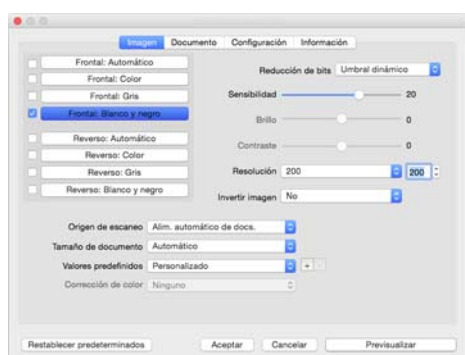 Imagen Documento Configuración Información
Frontal: Automático
Frontal: Color
Frontal: Gris
Frontal: Blanco y negro
Reverso: Automático
Reverso: Color
Reverso: Gris
Reverso: Blanco y negro
Reducción de bits Umbral dinámico
Sensibilidad 20
Brillo 0
Contraste 0
Resolución 200 200
Invertir imagen No
Origen de escaneo Alim. automático de docs.
Tamaño de documento Automático
Valores predefinidos Personalizado + -
Corrección de color Ninguno
Restablecer predeterminados Aceptar Cancelar Previsualizar